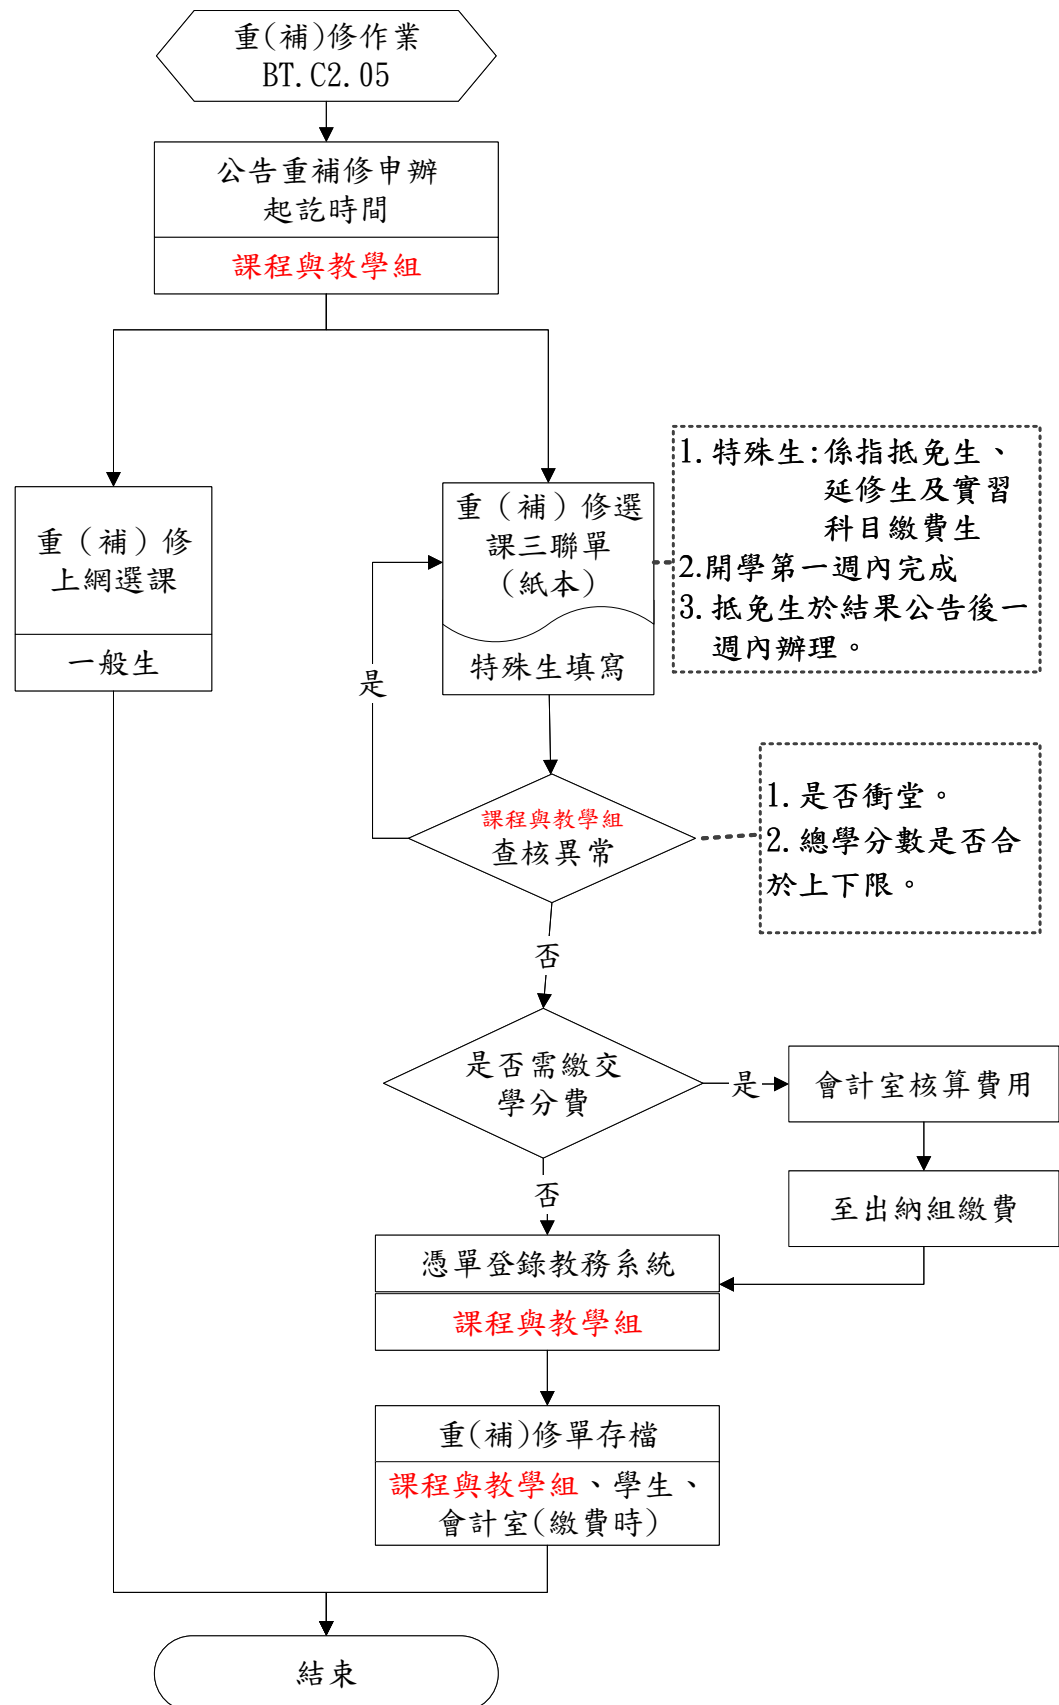 重(補)修作業
BT.C2.05
公告重補修申辦
起訖時間
課程與教學組
重（補）修
上網選課
一般生
重（補）修選
課三聯單
(紙本)
特殊生填寫
1.特殊生:係指抵免生、
延修生及實習
科目繳費生
2.開學第一週內完成
3.抵免生於結果公告後一
週內辦理。
是
課程與教學組
查核異常
1.是否衝堂。
2.總學分數是否合
於上下限。
否
是否需繳交
學分費
是
會計室核算費用
至出納組繳費
否
憑單登錄教務系統
課程與教學組
重(補)修單存檔
課程與教學組、學生、
會計室(繳費時)
結束